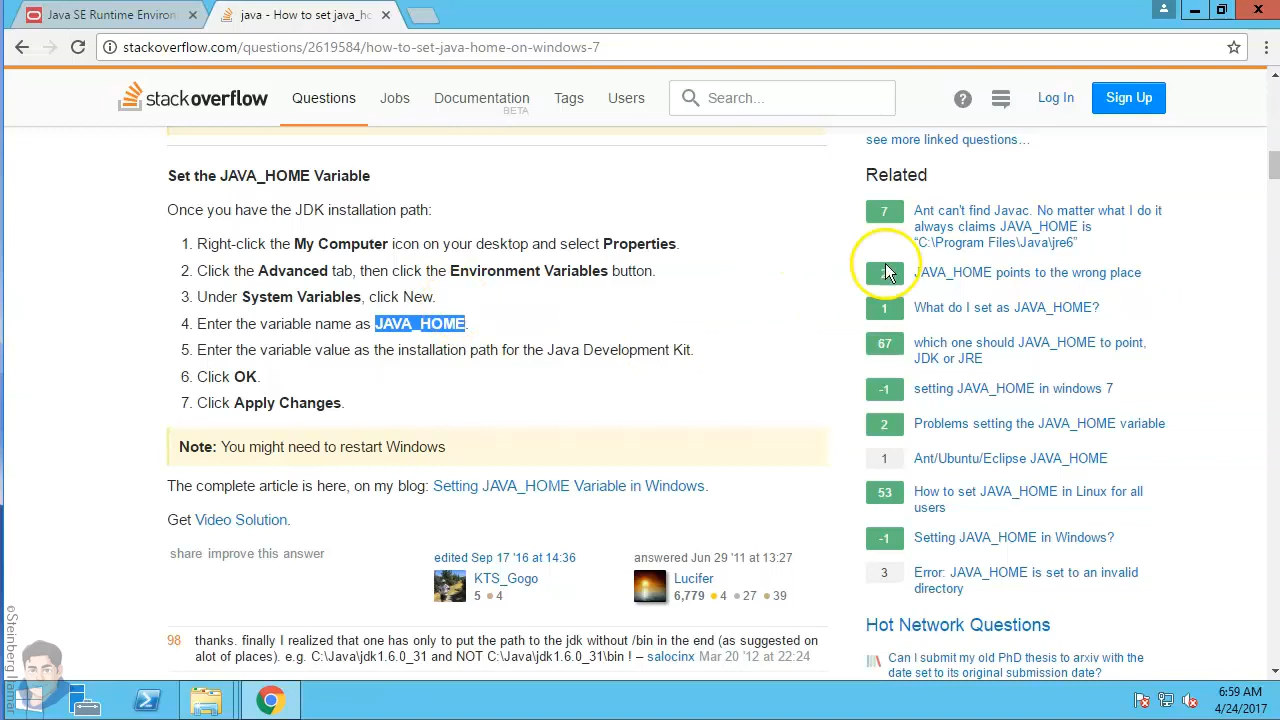 Java SE Runtime Environ
java - How to set java_ho
stackoverflow.com/questions/2619584/how-to-set-java-home-on-windows-7
stackoverflow
Questions
Jobs
Documentation
BETA
Tags
Users
Search...
?
Log In
Sign Up
Set the JAVA_HOME Variable
Once you have the JDK installation path:
1. Right-click the My Computer icon on your desktop and select Properties.
2. Click the Advanced tab, then click the Environment Variables button.
3. Under System Variables, click New.
4. Enter the variable name as JAVA_HOME.
5. Enter the variable value as the installation path for the Java Development Kit.
6. Click OK.
7. Click Apply Changes.
Note: You might need to restart Windows
The complete article is here, on my blog: Setting JAVA_HOME Variable in Windows.
Get Video Solution.
share improve this answer
edited Sep 17 '16 at 14:36
KTS_Gogo
5 4
answered Jun 29 '11 at 13:27
Lucifer
6,779 4 27 39
98 thanks. finally I realized that one has only to put the path to the jdk without /bin in the end (as suggested on
alot of places). e.g. C:\Java\jdk1.6.0_31 and NOT C:\Java\jdk1.6.0_31\bin ! – salocinx Mar 20 '12 at 22:24
see more linked questions…
Related
7 Ant can't find Javac. No matter what I do it
always claims JAVA_HOME is
“C:\Program Files\Java\jre6”
JAVA_HOME points to the wrong place
1 What do I set as JAVA_HOME?
67 which one should JAVA_HOME to point,
JDK or JRE
-1 setting JAVA_HOME in windows 7
2 Problems setting the JAVA_HOME variable
1 Ant/Ubuntu/Eclipse JAVA_HOME
53 How to set JAVA_HOME in Linux for all
users
-1 Setting JAVA_HOME in Windows?
3 Error: JAVA_HOME is set to an invalid
directory
Hot Network Questions
Can I submit my old PhD thesis to arxiv with the
date set to its original submission date?
6:59 AM
4/24/2017